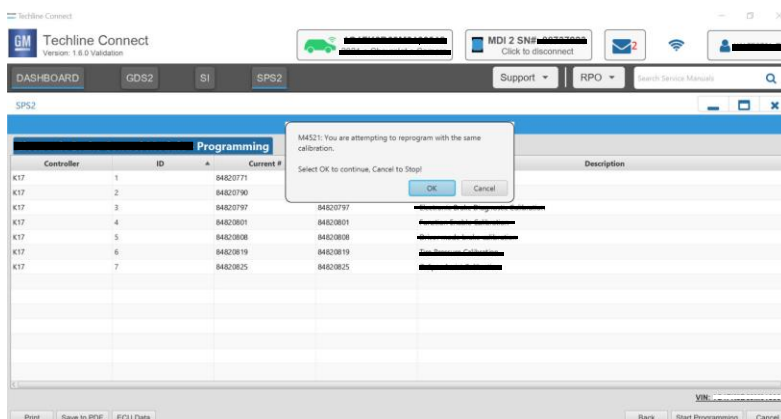 Techline Connect
GM Techline Connect
Version: 1.6.0 Validation
MDI 2 SN#
Click to disconnect
2
DASHBOARD GDS2 SI SPS2 Support RPO Search Service Manuals
SPS2
Programming
M4521: You are attempting to reprogram with the same
calibration.
Select OK to continue, Cancel to Stop!
OK Cancel
Controller ID Current # Description
K17 1 84820771
K17 2 84820790
K17 3 84820797 84820797
K17 4 84820801 84820801
K17 5 84820808 84820808
K17 6 84820819 84820819
K17 7 84820825 84820825
VIN:
Print Save to PDF ECU Data Back Start Programming Cancel